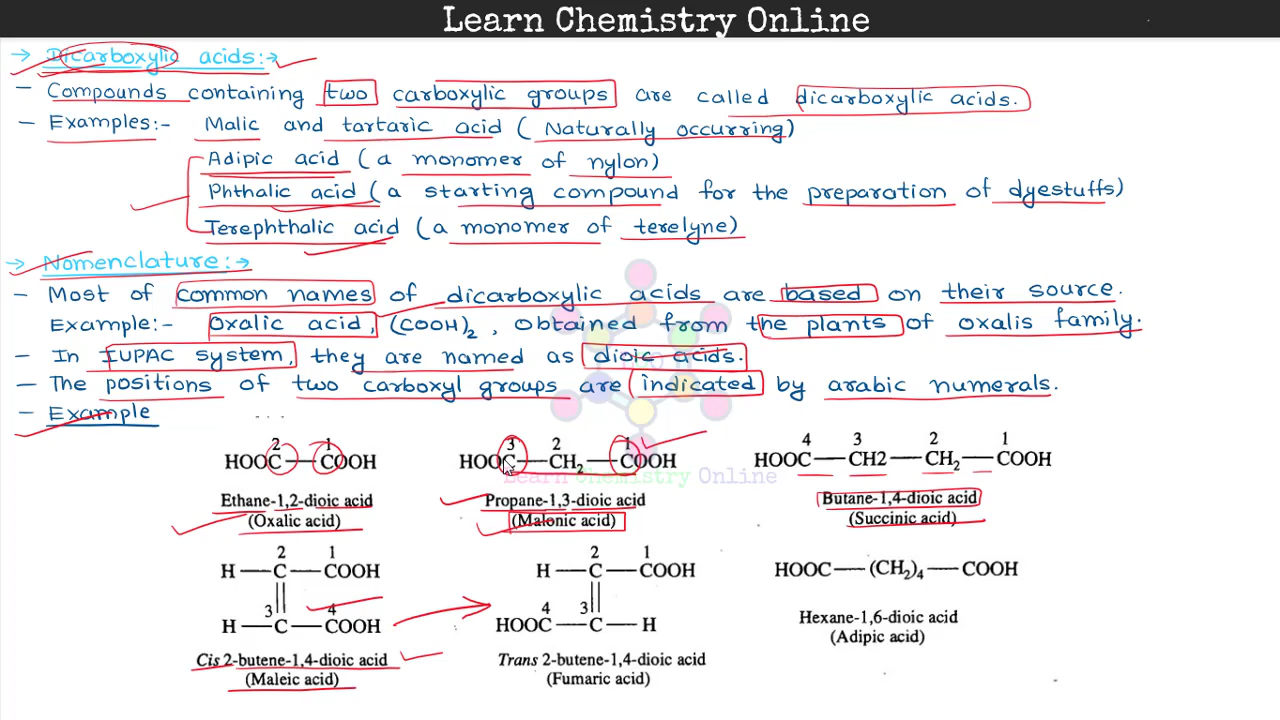 Learn Chemistry Online
→ Dicarboxylic acids:→
- Compounds containing two carboxylic groups are called dicarboxylic acids.
- Examples:- Malic and tartaric acid (Naturally occurring)
Adipic acid (a monomer of nylon)
Phthalic acid (a starting compound for the preparation of dyestuffs)
Terephthalic acid (a monomer of terelyne)
→ Nomenclature:→
- Most of common names of dicarboxylic acids are based on their source.
Example:- Oxalic acid, (COOH)₂, obtained from the plants of oxalis family.
- In IUPAC system, they are named as dioic acids.
- The positions of two carboxyl groups are indicated by arabic numerals.
- Example
2 1 3 2 1 4 3 2 1
HOOC—COOH HOOC—CH₂—COOH HOOC—CH2—CH₂—COOH
Learn Chemistry Online
Ethane-1,2-dioic acid Propane-1,3-dioic acid Butane-1,4-dioic acid
(Oxalic acid) (Malonic acid) (Succinic acid)
2 1 2 1
H—C—COOH H—C—COOH HOOC—(CH₂)₄—COOH
3 4 4 3
H—C—COOH HOOC—C—H
Hexane-1,6-dioic acid
(Adipic acid)
Cis 2-butene-1,4-dioic acid Trans 2-butene-1,4-dioic acid
(Maleic acid) (Fumaric acid)